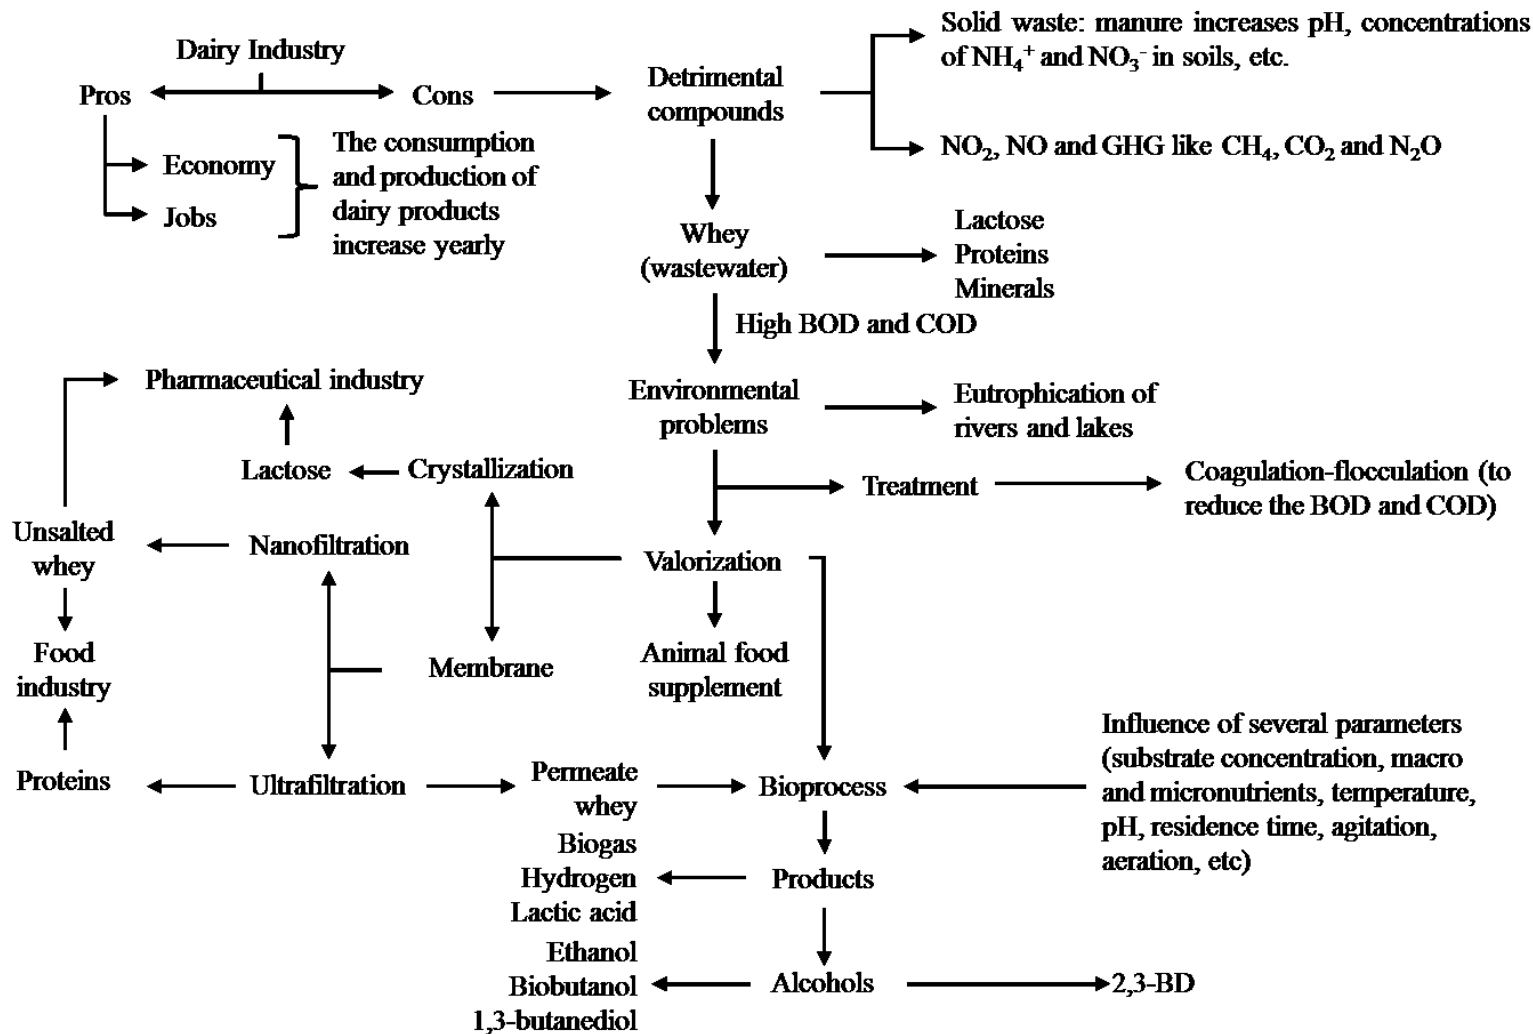 Dairy Industry
Pros
Cons
Economy
Jobs
The consumption
and production of
dairy products
increase yearly
Detrimental
compounds
Solid waste: manure increases pH, concentrations
of NH₄⁺ and NO₃⁻ in soils, etc.
NO₂, NO and GHG like CH₄, CO₂ and N₂O
Whey
(wastewater)
Lactose
Proteins
Minerals
High BOD and COD
Environmental
problems
Eutrophication of
rivers and lakes
Treatment
Coagulation-flocculation (to
reduce the BOD and COD)
Pharmaceutical industry
Lactose
Crystallization
Unsalted
whey
Nanofiltration
Valorization
Food
industry
Membrane
Animal food
supplement
Proteins
Ultrafiltration
Permeate
whey
Bioprocess
Influence of several parameters
(substrate concentration, macro
and micronutrients, temperature,
pH, residence time, agitation,
aeration, etc)
Biogas
Hydrogen
Lactic acid
Products
Ethanol
Biobutanol
1,3-butanediol
Alcohols
2,3-BD